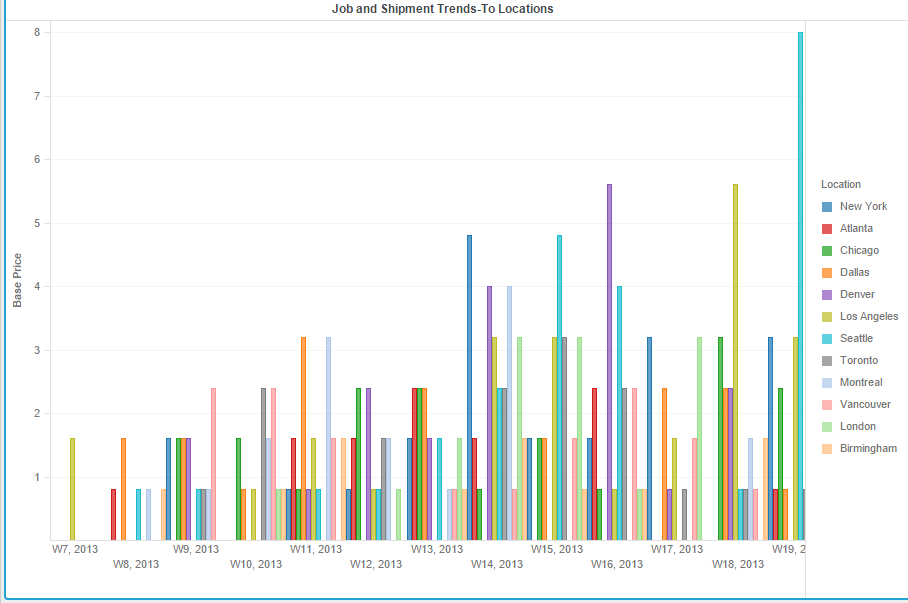 Job and Shipment Trends-To Locations
Base Price
8
7
6
5
4
3
2
1
W7, 2013
W8, 2013
W9, 2013
W10, 2013
W11, 2013
W12, 2013
W13, 2013
W14, 2013
W15, 2013
W16, 2013
W17, 2013
W18, 2013
W19, 2
Location
New York
Atlanta
Chicago
Dallas
Denver
Los Angeles
Seattle
Toronto
Montreal
Vancouver
London
Birmingham